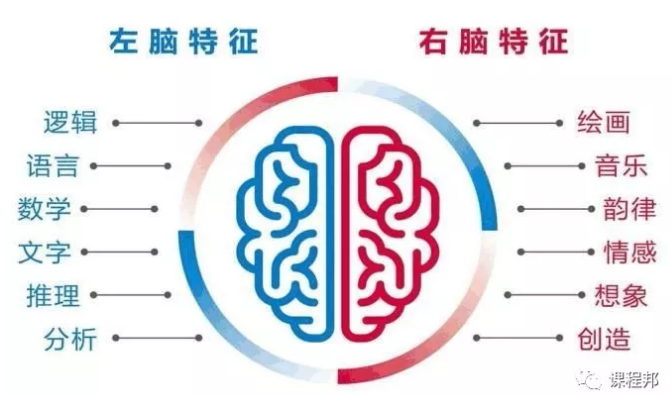 左脑特征
右脑特征
逻辑
语言
数学
文字
推理
分析
绘画
音乐
韵律
情感
想象
创造
课程邦